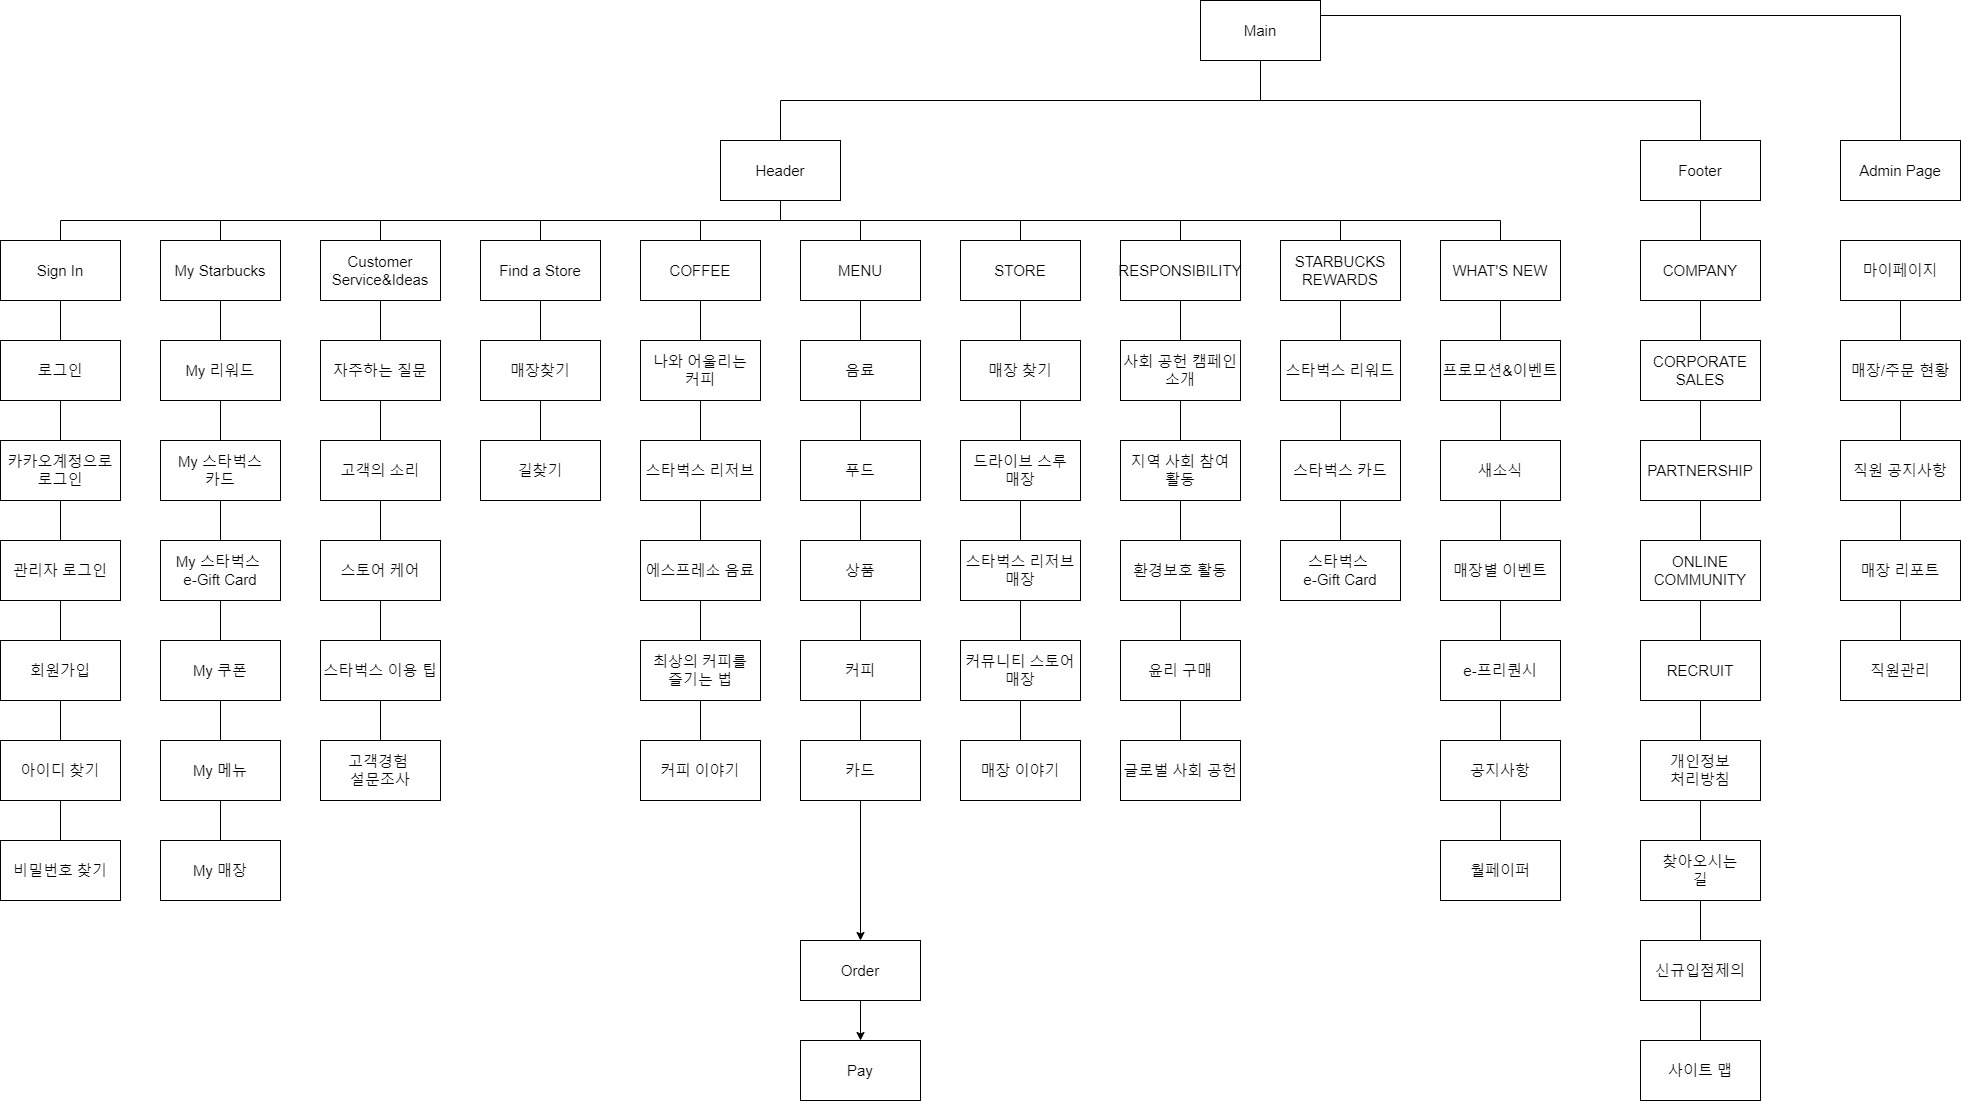 Main
Header
Footer
Admin Page
Sign In
My Starbucks
Customer
Service&Ideas
Find a Store
COFFEE
MENU
STORE
RESPONSIBILITY
STARBUCKS
REWARDS
WHAT'S NEW
COMPANY
마이페이지
로그인
My 리워드
자주하는 질문
매장찾기
나와 어울리는
커피
음료
매장 찾기
사회 공헌 캠페인
소개
스타벅스 리워드
프로모션&이벤트
CORPORATE
SALES
매장/주문 현황
카카오계정으로
로그인
My 스타벅스
카드
고객의 소리
길찾기
스타벅스 리저브
푸드
드라이브 스루
매장
지역 사회 참여
활동
스타벅스 카드
새소식
PARTNERSHIP
직원 공지사항
관리자 로그인
My 스타벅스
e-Gift Card
스토어 케어
에스프레소 음료
상품
스타벅스 리저브
매장
환경보호 활동
스타벅스
e-Gift Card
매장별 이벤트
ONLINE
COMMUNITY
매장 리포트
회원가입
My 쿠폰
스타벅스 이용 팁
최상의 커피를
즐기는 법
커피
커뮤니티 스토어
매장
윤리 구매
e-프리퀀시
RECRUIT
직원관리
아이디 찾기
My 메뉴
고객경험
설문조사
커피 이야기
카드
매장 이야기
글로벌 사회 공헌
공지사항
개인정보
처리방침
비밀번호 찾기
My 매장
월페이퍼
찾아오시는
길
Order
신규입점제의
Pay
사이트 맵